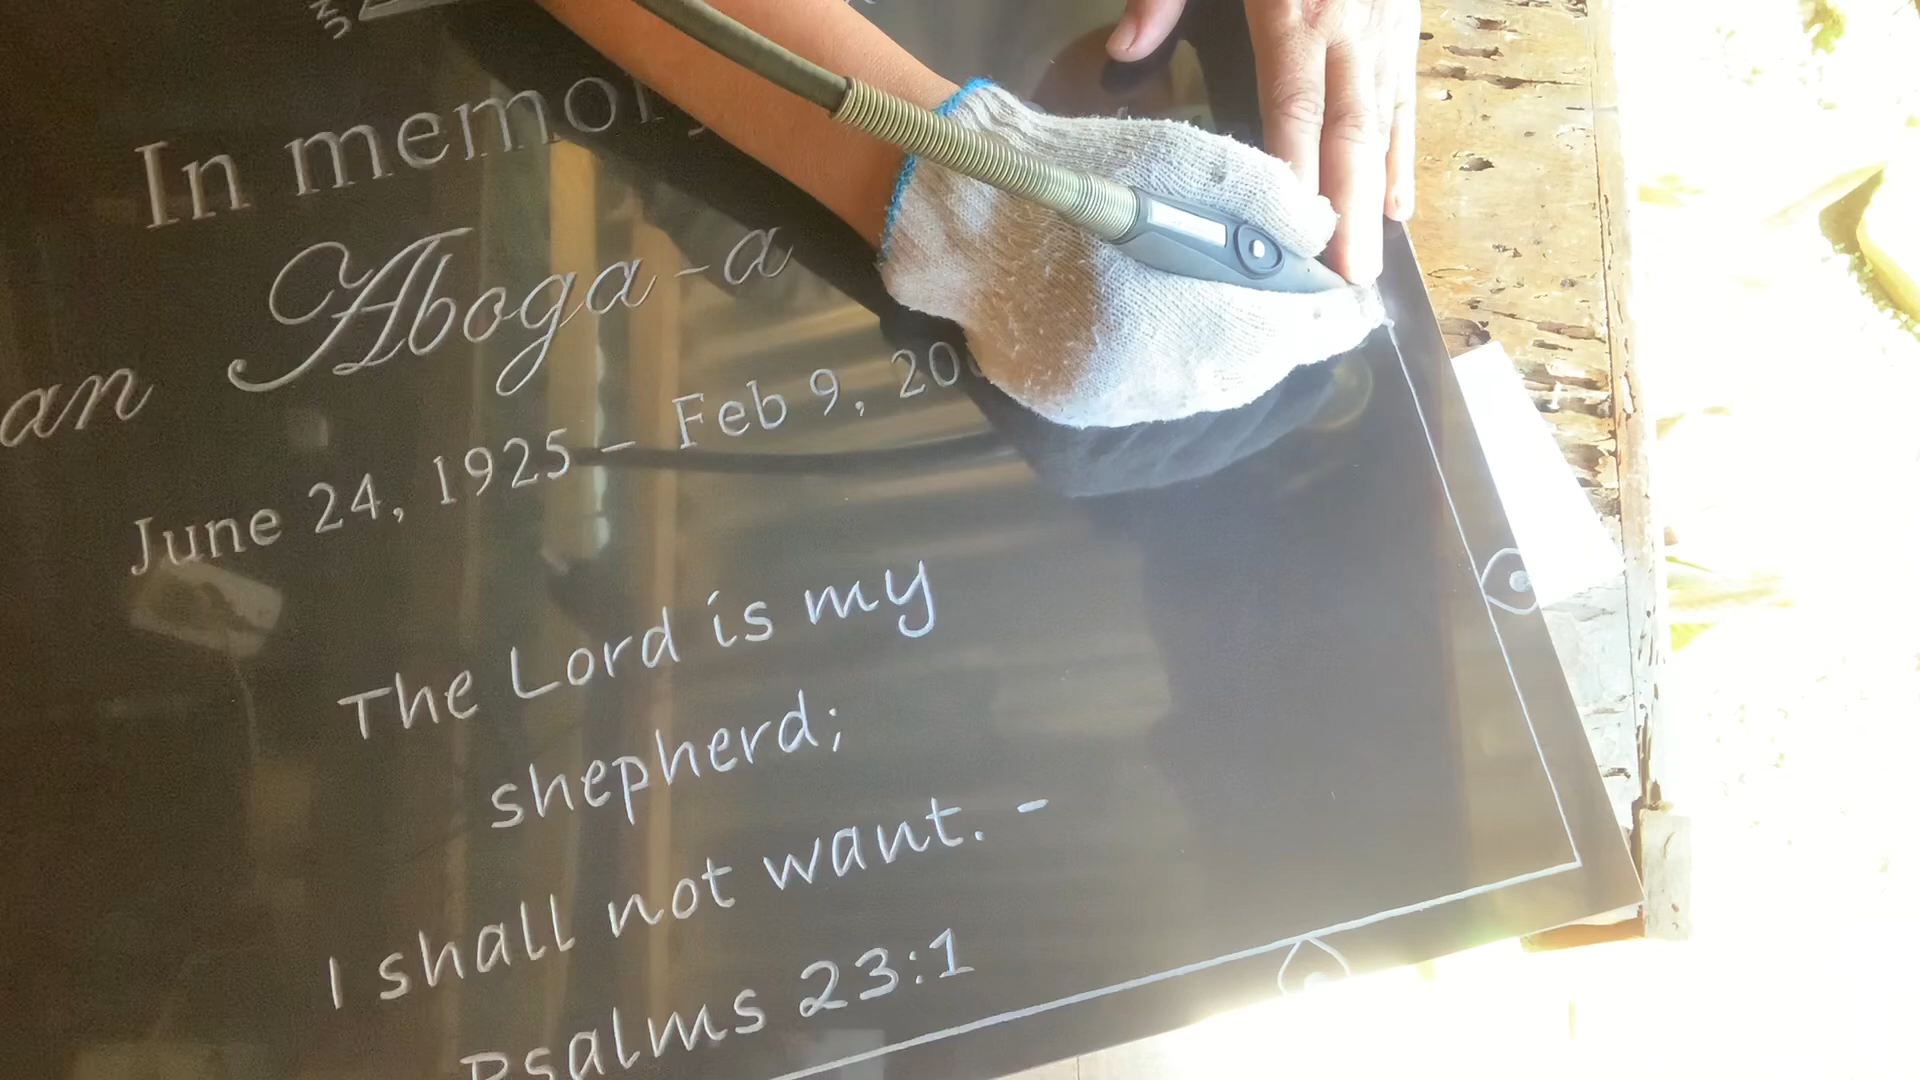 In memory
an Aboga-a
June 24, 1925 – Feb 9, 20
The Lord is my
shepherd;
I shall not want. -
Psalms 23:1